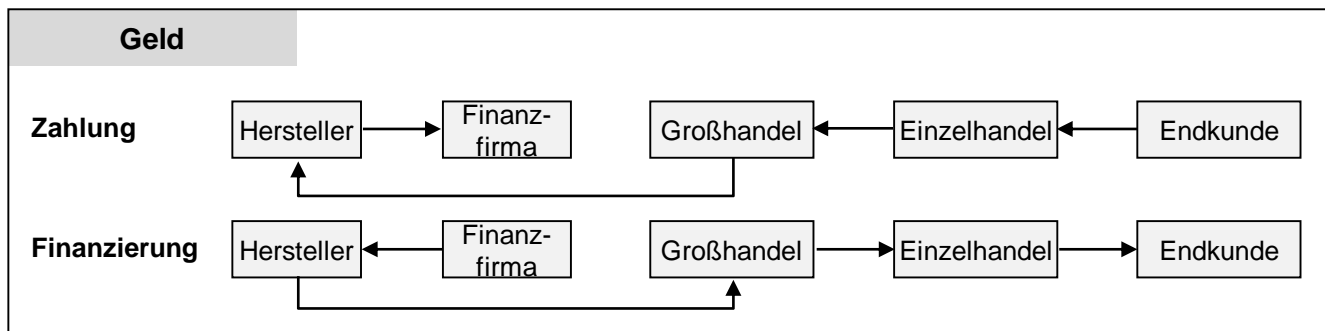 Geld
Zahlung
Hersteller
Finanz-
firma
Großhandel
Einzelhandel
Endkunde
Finanzierung
Hersteller
Finanz-
firma
Großhandel
Einzelhandel
Endkunde